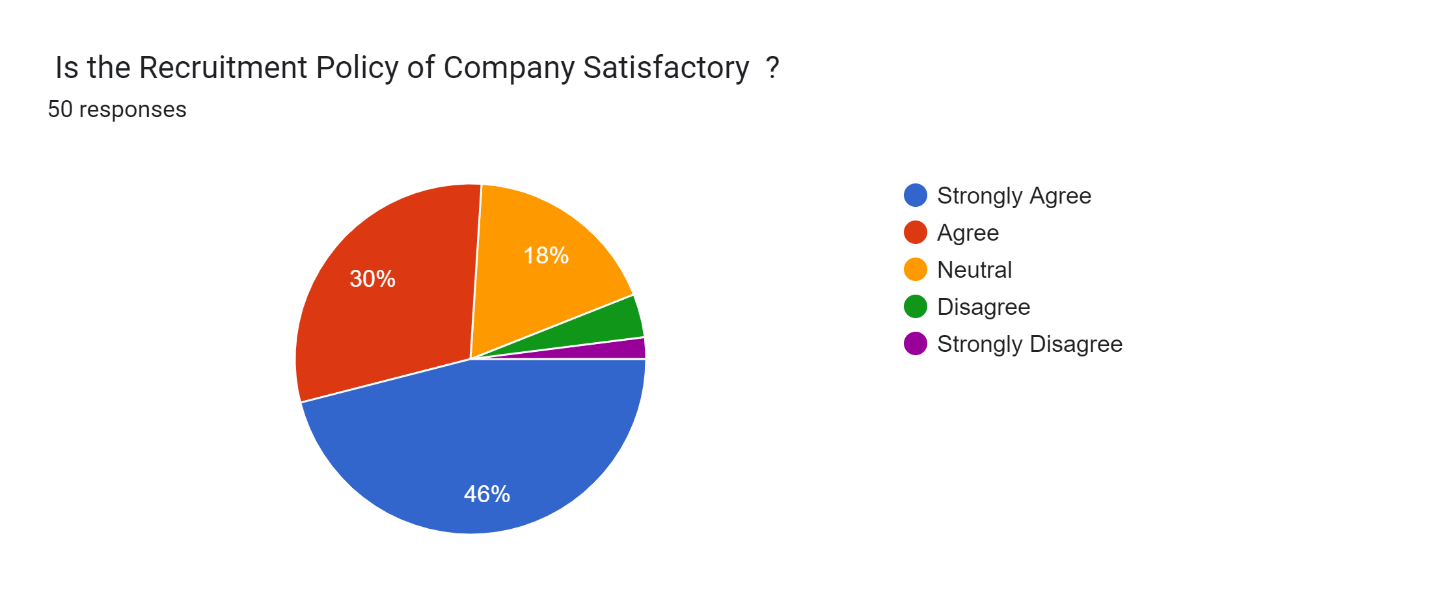 Is the Recruitment Policy of Company Satisfactory  ?
50 responses
18%
30%
46%
Strongly Agree
Agree
Neutral
Disagree
Strongly Disagree